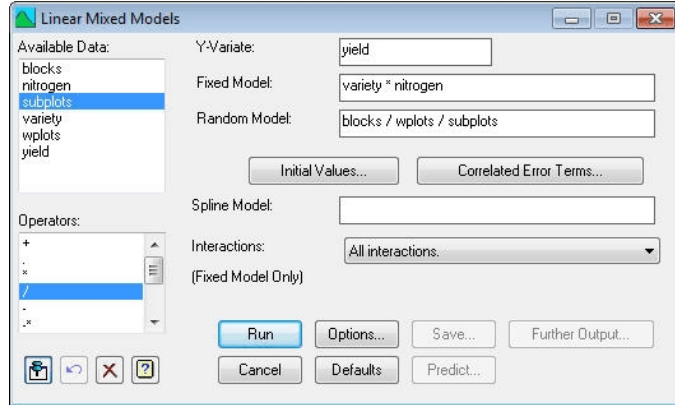 Linear Mixed Models
Available Data:
blocks
nitrogen
subplots
variety
wplots
yield
Y-Variate:
yield
Fixed Model:
variety * nitrogen
Random Model:
blocks / wplots / subplots
Initial Values...
Correlated Error Terms...
Spline Model:
Operators:
+
.
*
/
-
-*
Interactions:
All interactions.
(Fixed Model Only)
Run
Options...
Save...
Further Output...
Cancel
Defaults
Predict...